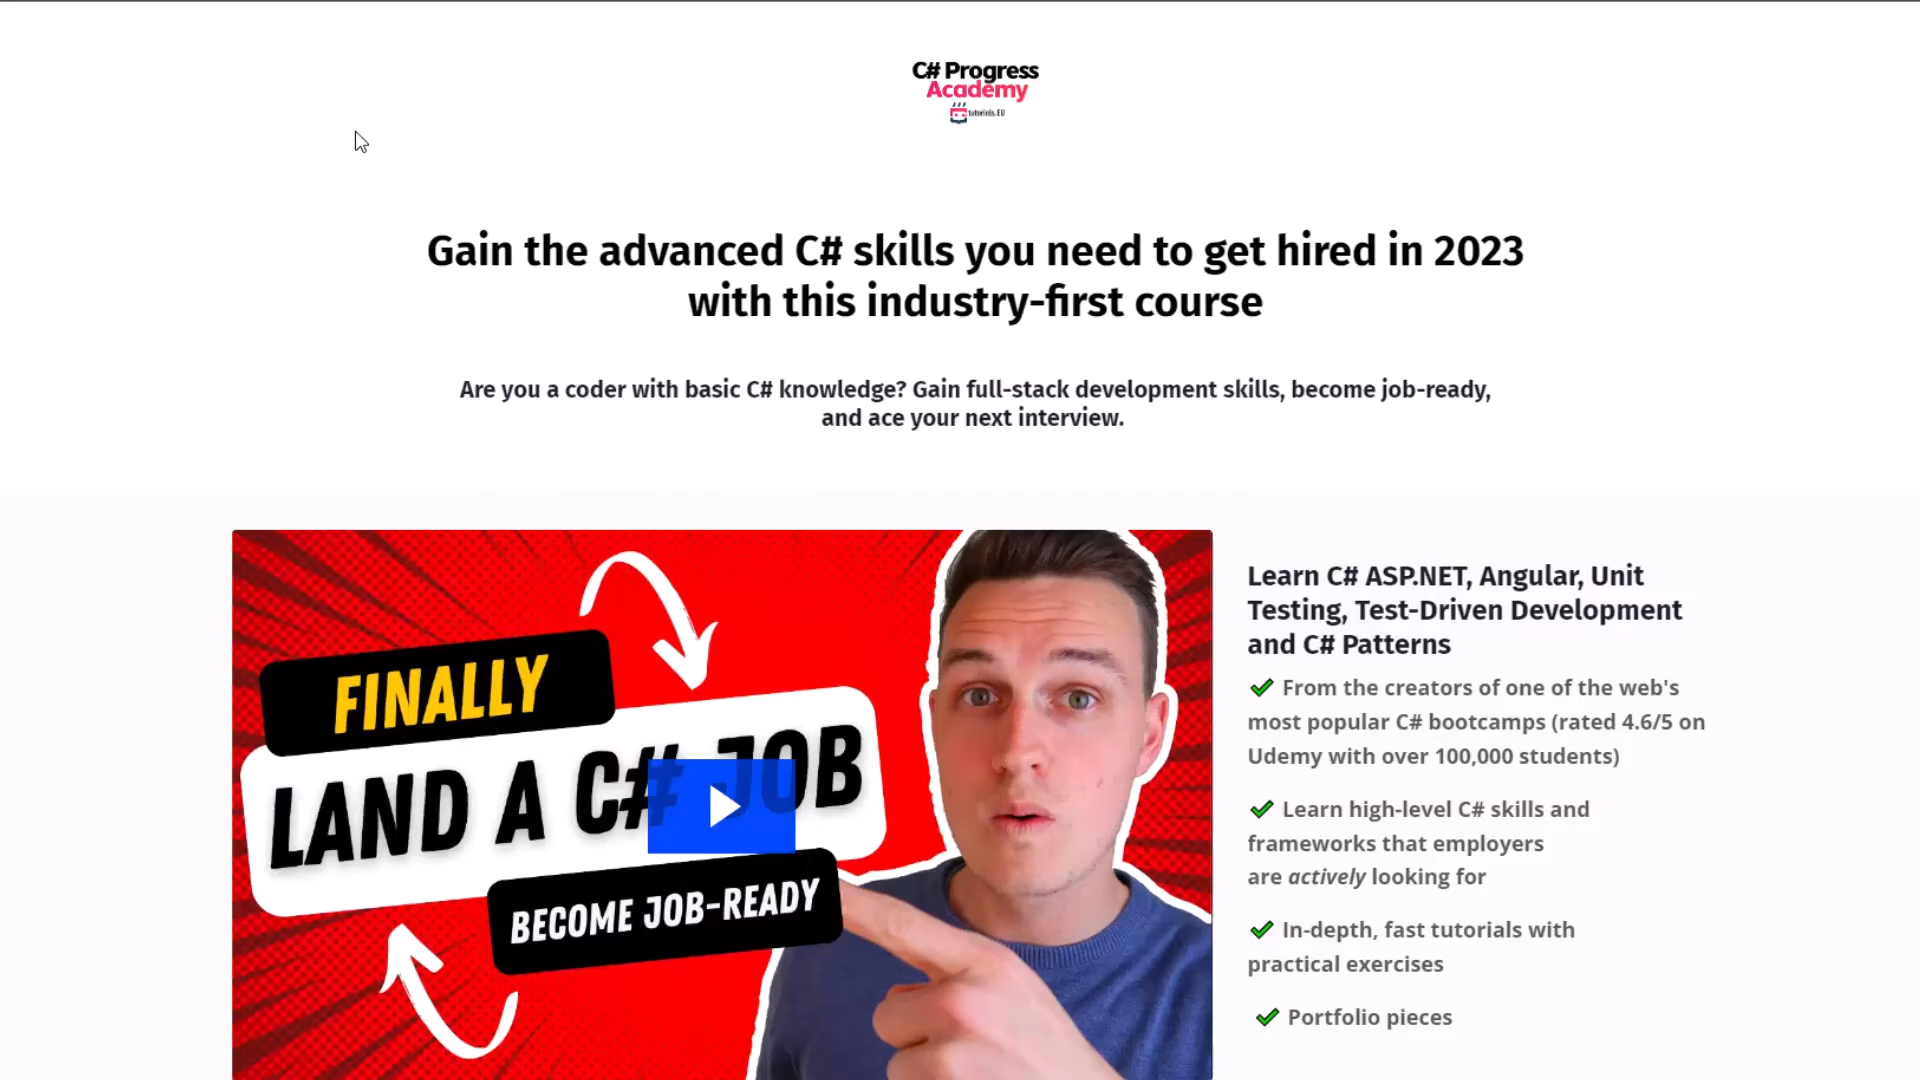 C# Progress
Academy
tutorials.EU
Gain the advanced C# skills you need to get hired in 2023
with this industry-first course
Are you a coder with basic C# knowledge? Gain full-stack development skills, become job-ready,
and ace your next interview.
FINALLY
LAND A C# JOB
BECOME JOB-READY
Learn C# ASP.NET, Angular, Unit
Testing, Test-Driven Development
and C# Patterns
From the creators of one of the web's
most popular C# bootcamps (rated 4.6/5 on
Udemy with over 100,000 students)
Learn high-level C# skills and
frameworks that employers
are actively looking for
In-depth, fast tutorials with
practical exercises
Portfolio pieces